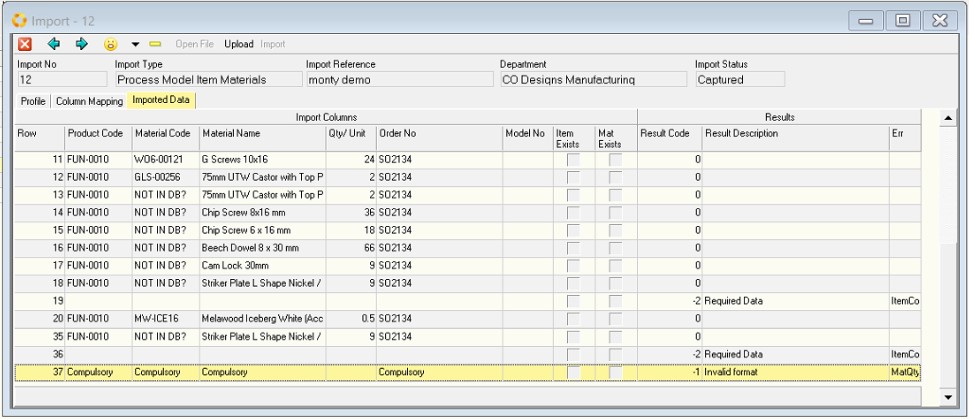 Import - 12
Open File Upload Import
Import No Import Type Import Reference Department Import Status
12 Process Model Item Materials monty demo CO Designs Manufacturing Captured
Profile Column Mapping Imported Data
Import Columns Results
Row Product Code Material Code Material Name Qty/ Unit Order No Model No Item Exists Mat Exists Result Code Result Description Err
11 FUN-0010 W06-00121 G Screws 10x16 24 SO2134 0
12 FUN-0010 GLS-00256 75mm UTW Castor with Top P 2 SO2134 0
13 FUN-0010 NOT IN DB? 75mm UTW Castor with Top P 2 SO2134 0
14 FUN-0010 NOT IN DB? Chip Screw 8x16 mm 36 SO2134 0
15 FUN-0010 NOT IN DB? Chip Screw 6 x 16 mm 18 SO2134 0
16 FUN-0010 NOT IN DB? Beech Dowel 8 x 30 mm 66 SO2134 0
17 FUN-0010 NOT IN DB? Cam Lock 30mm 9 SO2134 0
18 FUN-0010 NOT IN DB? Striker Plate L Shape Nickel / 9 SO2134 0
19 -2 Required Data ItemCo
20 FUN-0010 MW-ICE16 Melawood Iceberg White (Acc 0.5 SO2134 0
35 FUN-0010 NOT IN DB? Striker Plate L Shape Nickel / 9 SO2134 0
36 -2 Required Data ItemCo
37 Compulsory Compulsory Compulsory Compulsory -1 Invalid format MatQty